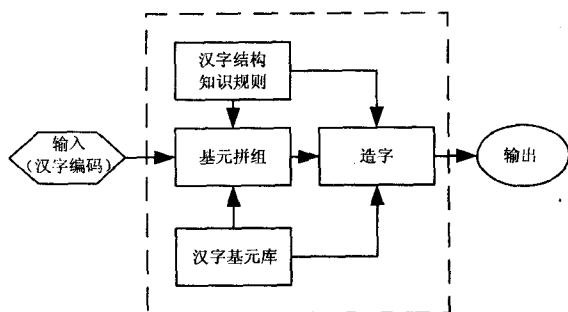 汉字结构
知识规则
输入
(汉字编码)
基元拼组
造字
输出
汉字基元库